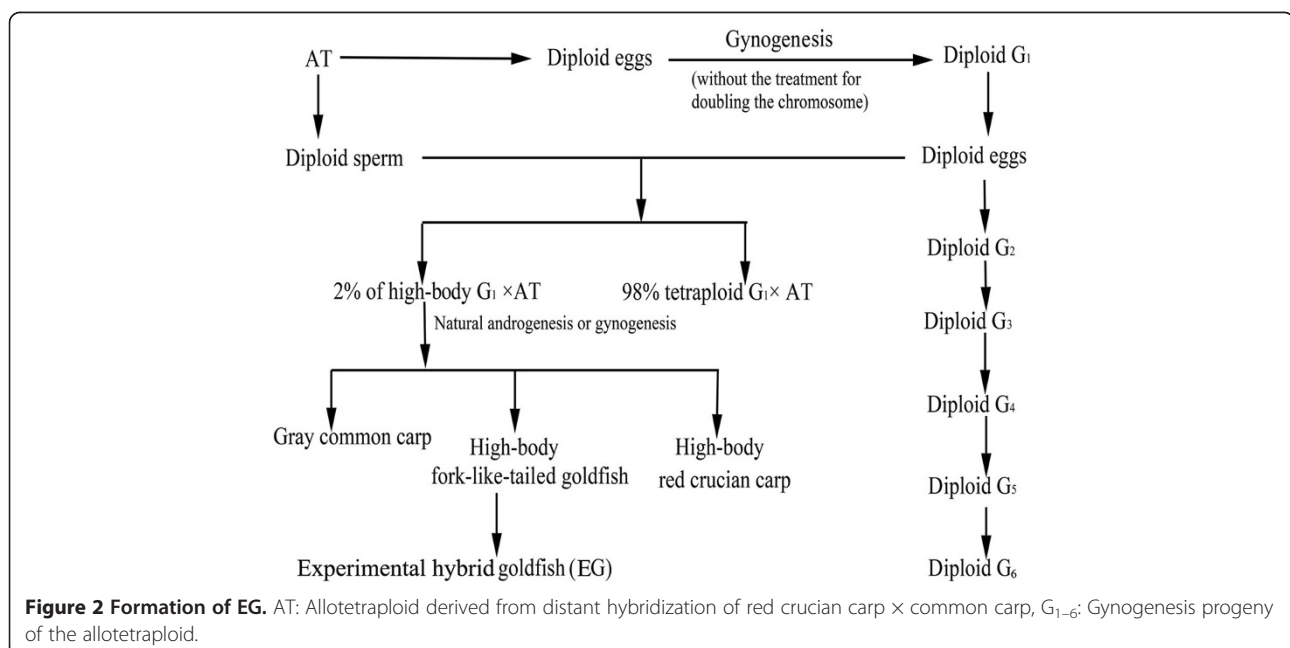 AT
Diploid eggs
Gynogenesis
(without the treatment for
doubling the chromosome)
Diploid G₁
Diploid sperm
Diploid eggs
Diploid G₂
2% of high-body G₁ ×AT
98% tetraploid G₁× AT
Natural androgenesis or gynogenesis
Diploid G₃
Diploid G₄
Gray common carp
High-body
fork-like-tailed goldfish
High-body
red crucian carp
Diploid G₅
Experimental hybrid goldfish (EG)
Diploid G₆
Figure 2 Formation of EG. AT: Allotetraploid derived from distant hybridization of red crucian carp × common carp, G₁₋₆: Gynogenesis progeny
of the allotetraploid.